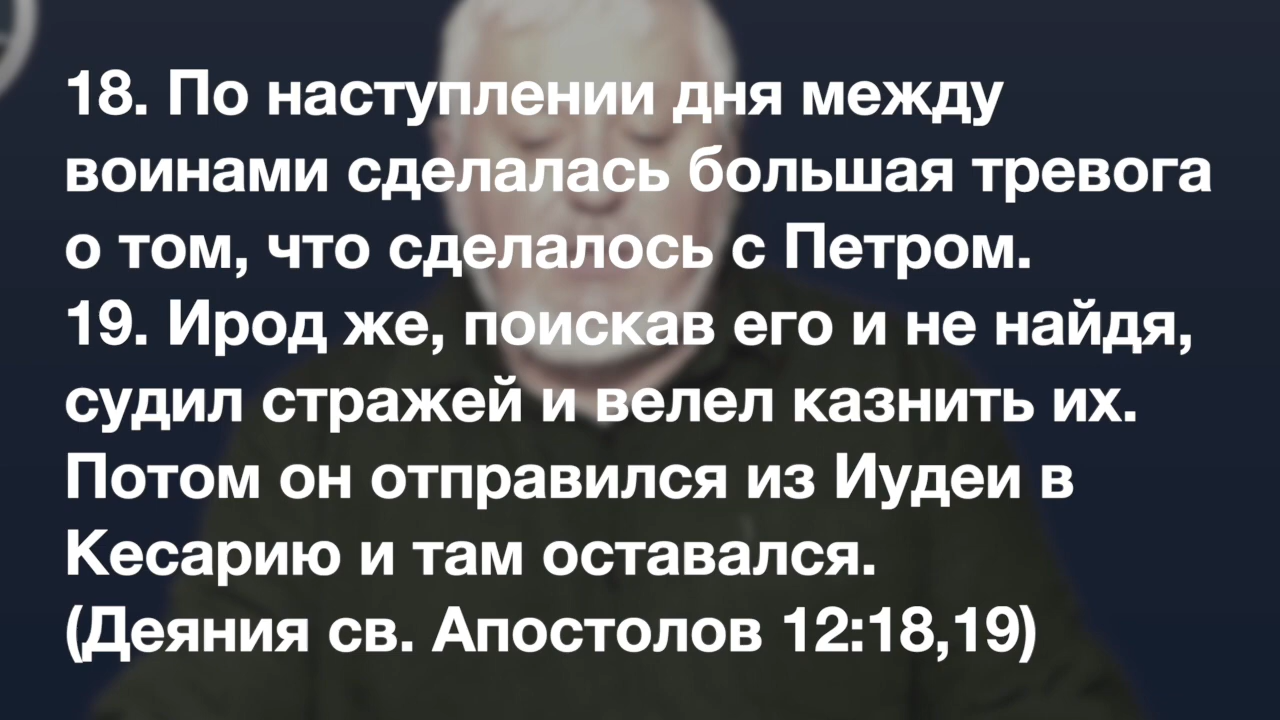 18. По наступлении дня между
воинами сделалась большая тревога
о том, что сделалось с Петром.
19. Ирод же, поискав его и не найдя,
судил стражей и велел казнить их.
Потом он отправился из Иудеи в
Кесарию и там оставался.
(Деяния св. Апостолов 12:18,19)